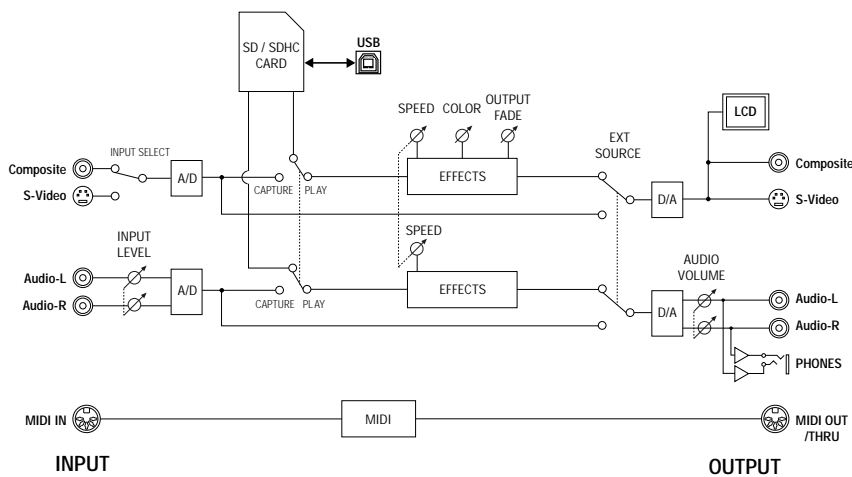 SD / SDHC
CARD
USB
SPEED
COLOR
OUTPUT
FADE
LCD
EXT
SOURCE
Composite
INPUT SELECT
A/D
CAPTURE
PLAY
EFFECTS
D/A
Composite
S-Video
S-Video
INPUT
LEVEL
SPEED
AUDIO
VOLUME
Audio-L
A/D
EFFECTS
D/A
Audio-L
Audio-R
CAPTURE
PLAY
Audio-R
PHONES
MIDI IN
MIDI
MIDI OUT
/THRU
INPUT
OUTPUT